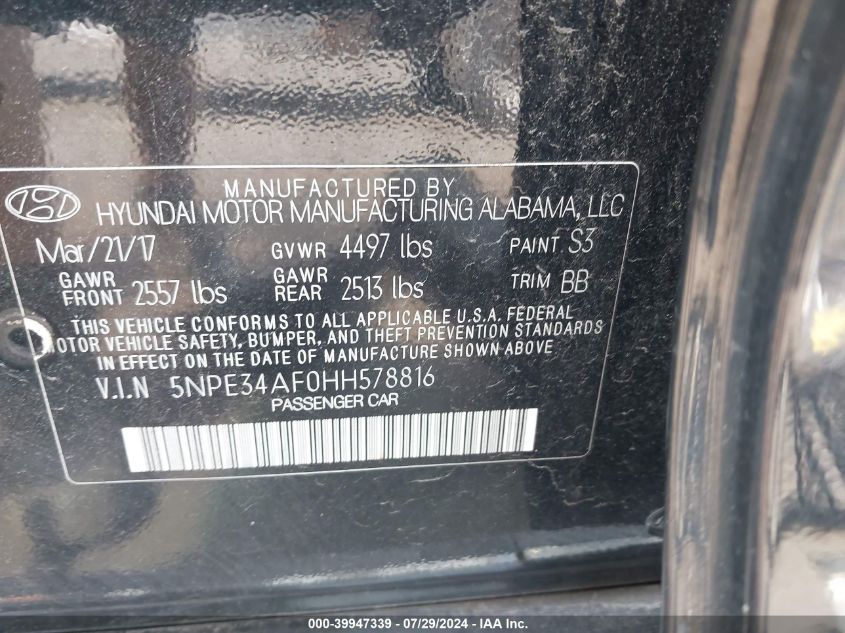 MANUFACTURED BY
HYUNDAI MOTOR MANUFACTURING ALABAMA, LLC
Mar/21/17 GVWR 4497 lbs PAINT S3
GAWR FRONT 2557 lbs GAWR REAR 2513 lbs TRIM BB
THIS VEHICLE CONFORMS TO ALL APPLICABLE U.S.A. FEDERAL
MOTOR VEHICLE SAFETY, BUMPER, AND THEFT PREVENTION STANDARDS
IN EFFECT ON THE DATE OF MANUFACTURE SHOWN ABOVE.
V.I.N 5NPE34AF0HH578816
PASSENGER CAR
000-39947339 - 07/29/2024 - IAA Inc.